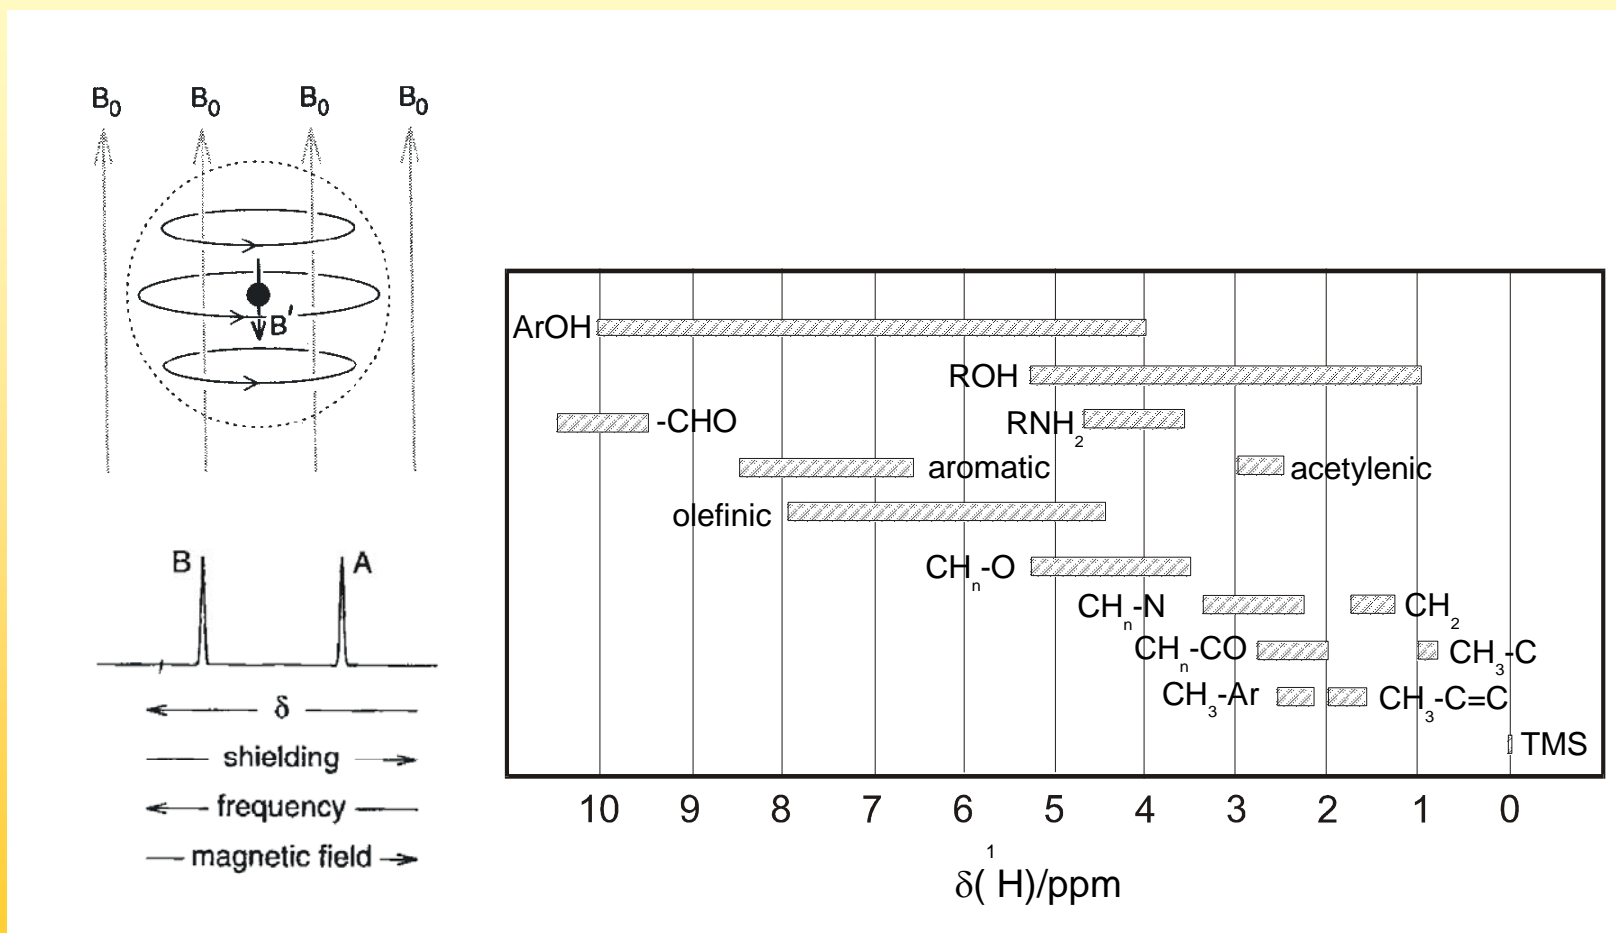 B₀ B₀ B₀ B₀
B'
B A
δ
shielding
frequency
magnetic field
ArOH
ROH
-CHO
RNH₂
aromatic
acetylenic
olefinic
CHₙ-O
CHₙ-N
CH₂
CHₙ-CO
CH₃-C
CH₃-Ar
CH₃-C=C
TMS
10 9 8 7 6 5 4 3 2 1 0
δ(¹H)/ppm